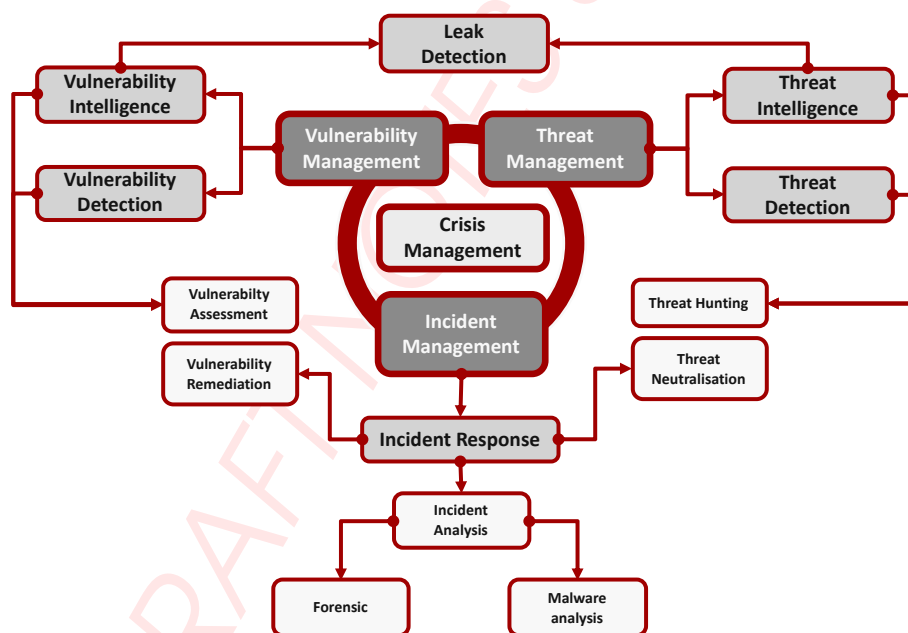 Leak
Detection
Vulnerability
Intelligence
Threat
Intelligence
Vulnerability
Management
Threat
Management
Vulnerability
Detection
Threat
Detection
Crisis
Management
Vulnerabilty
Assessment
Threat Hunting
Incident
Management
Vulnerability
Remediation
Threat
Neutralisation
Incident Response
Incident
Analysis
Forensic
Malware
analysis